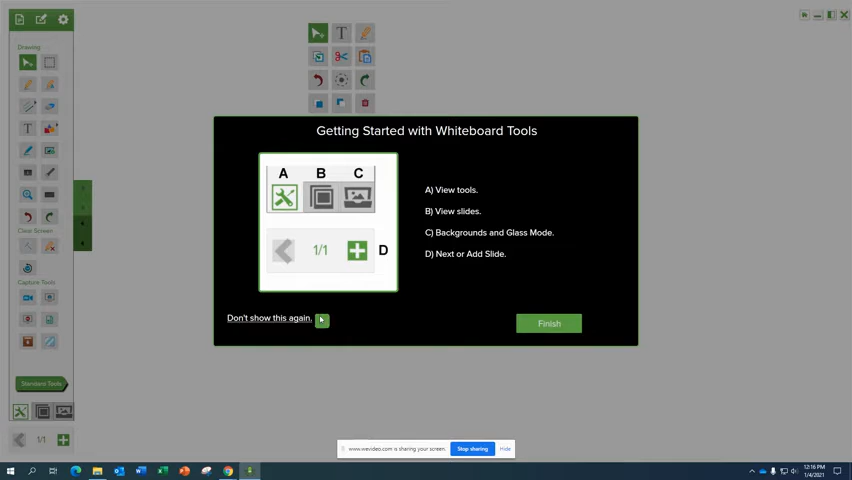 Drawing
T
T
Getting Started with Whiteboard Tools
A B C
1/1
D
A) View tools.
B) View slides.
C) Backgrounds and Glass Mode.
D) Next or Add Slide.
Don't show this again.
Finish
Clear Screen
Capture Tools
Standard Tools
1/1
www.wevideo.com is sharing your screen.
Stop sharing
Hide
12:16 PM
1/4/2021